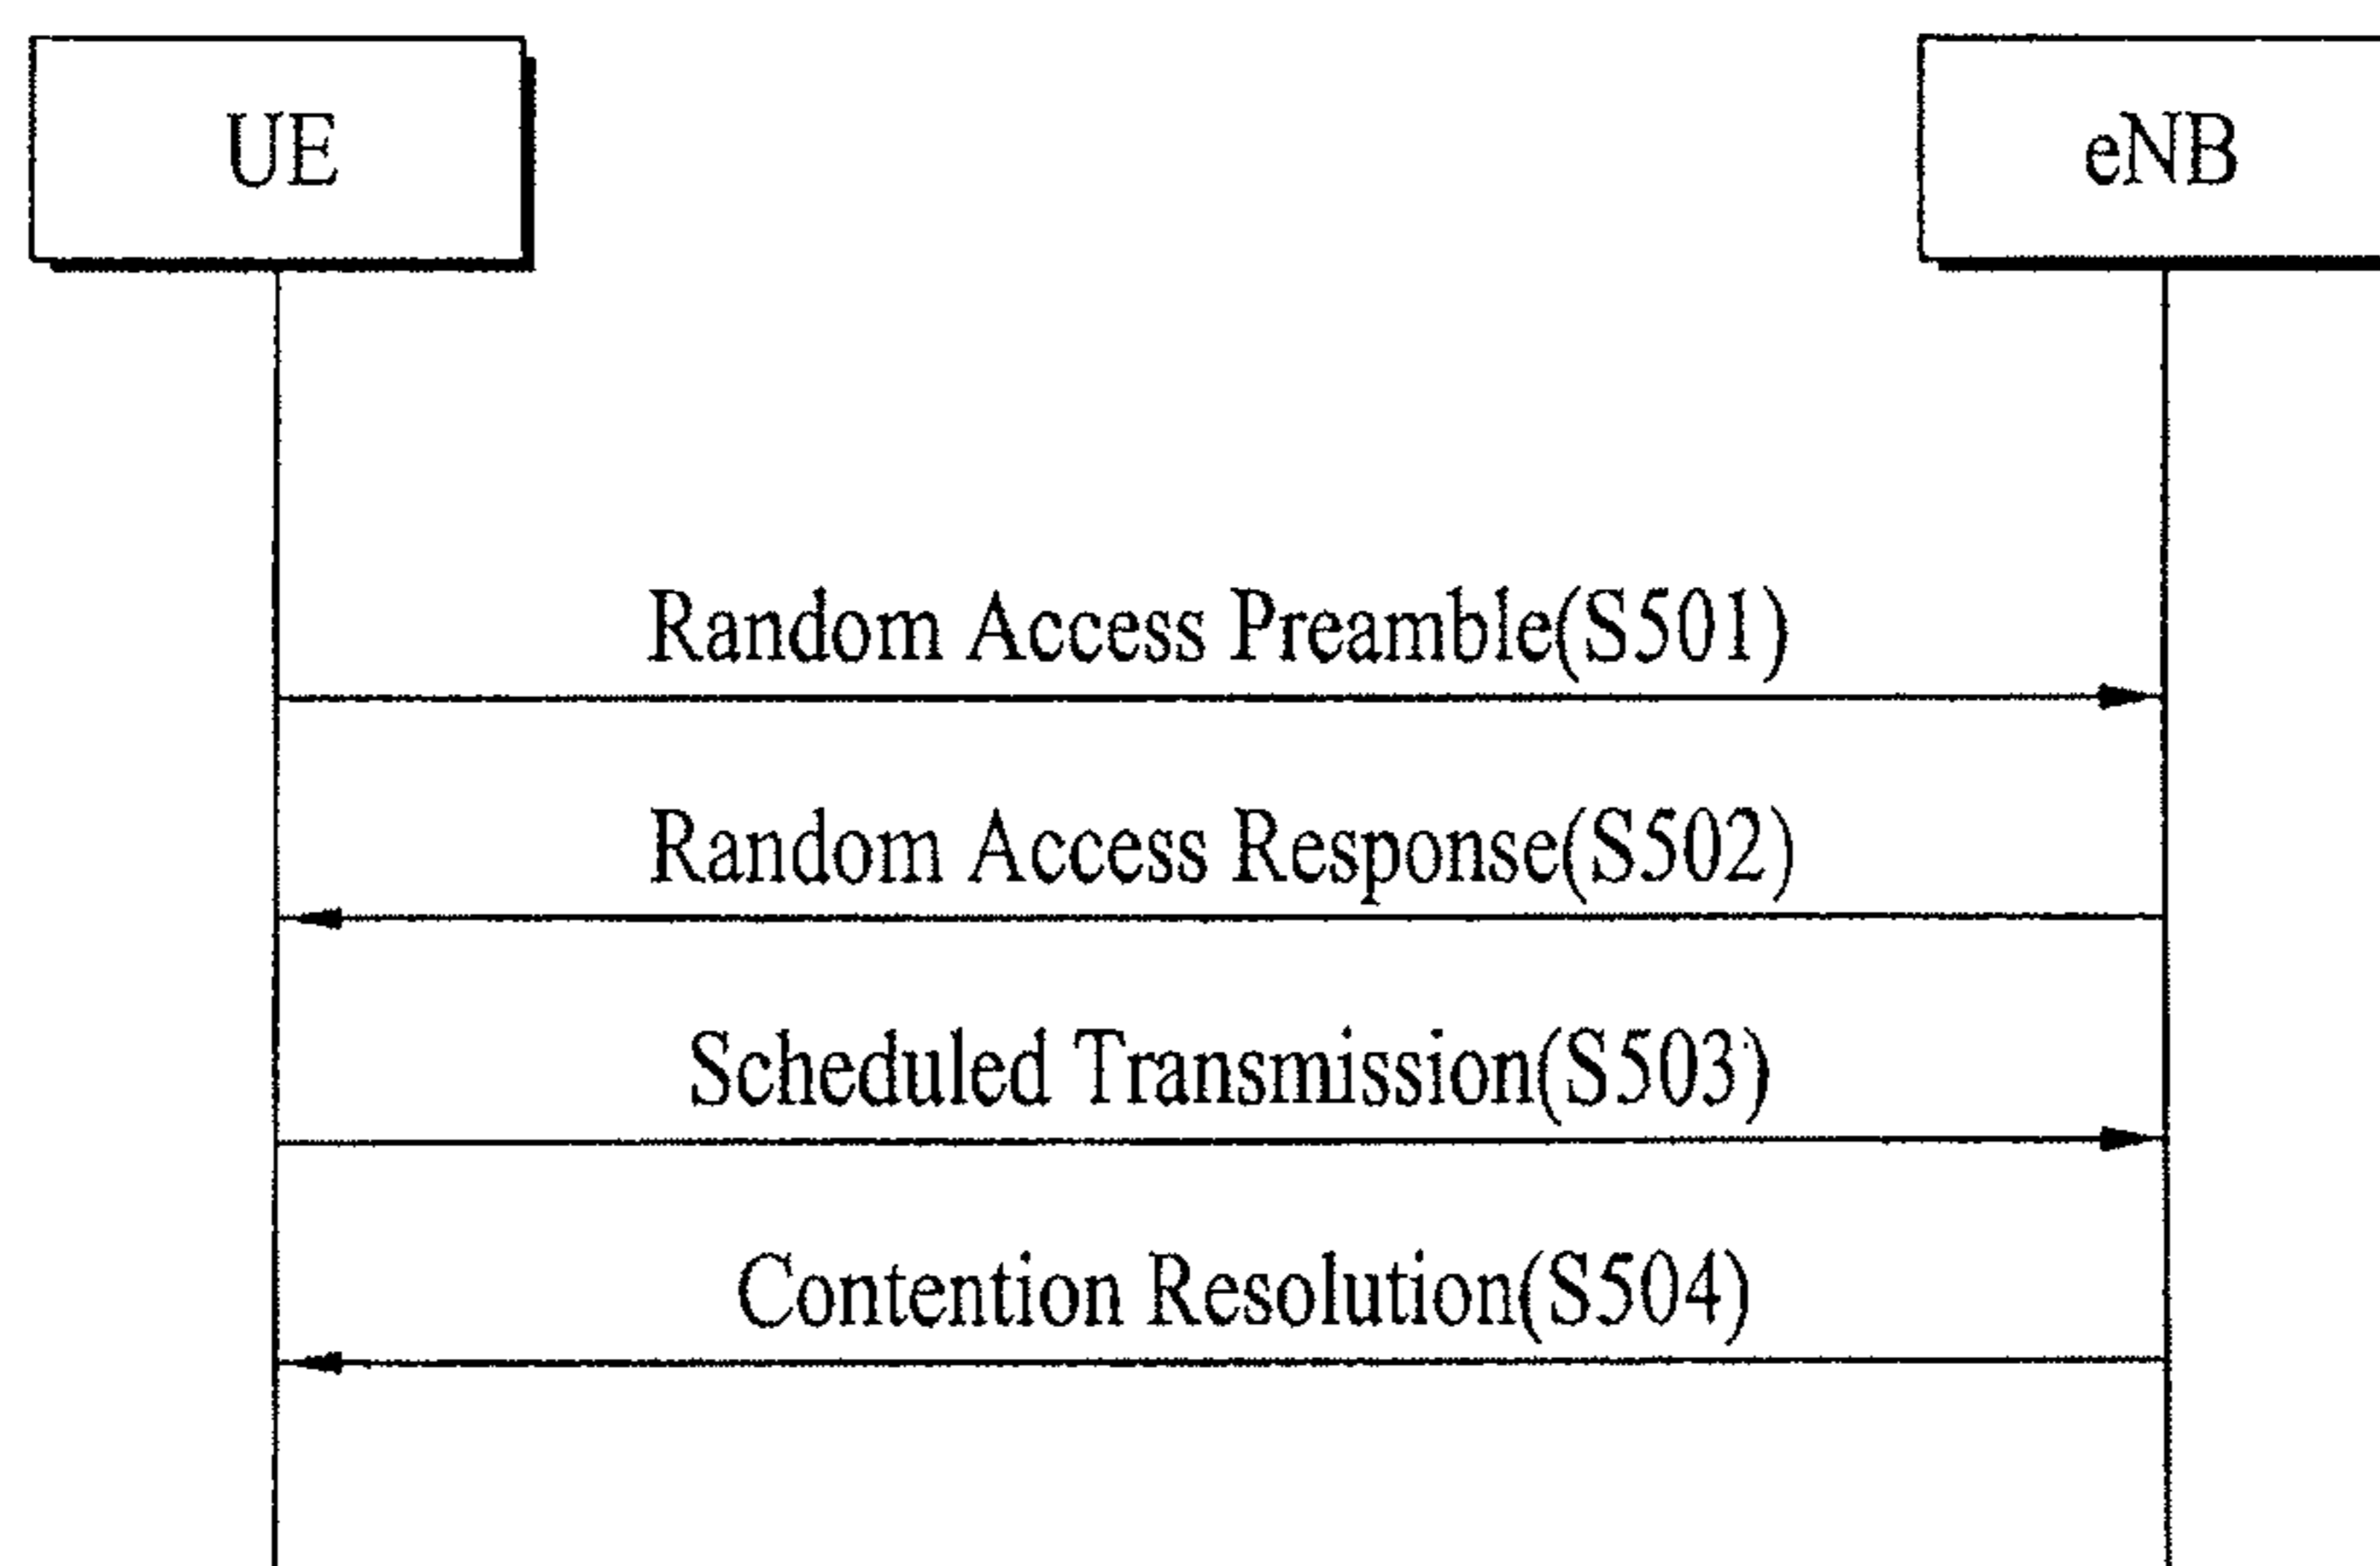 UE
eNB
Random Access Preamble(S501)
Random Access Response(S502)
Scheduled Transmission(S503)
Contention Resolution(S504)